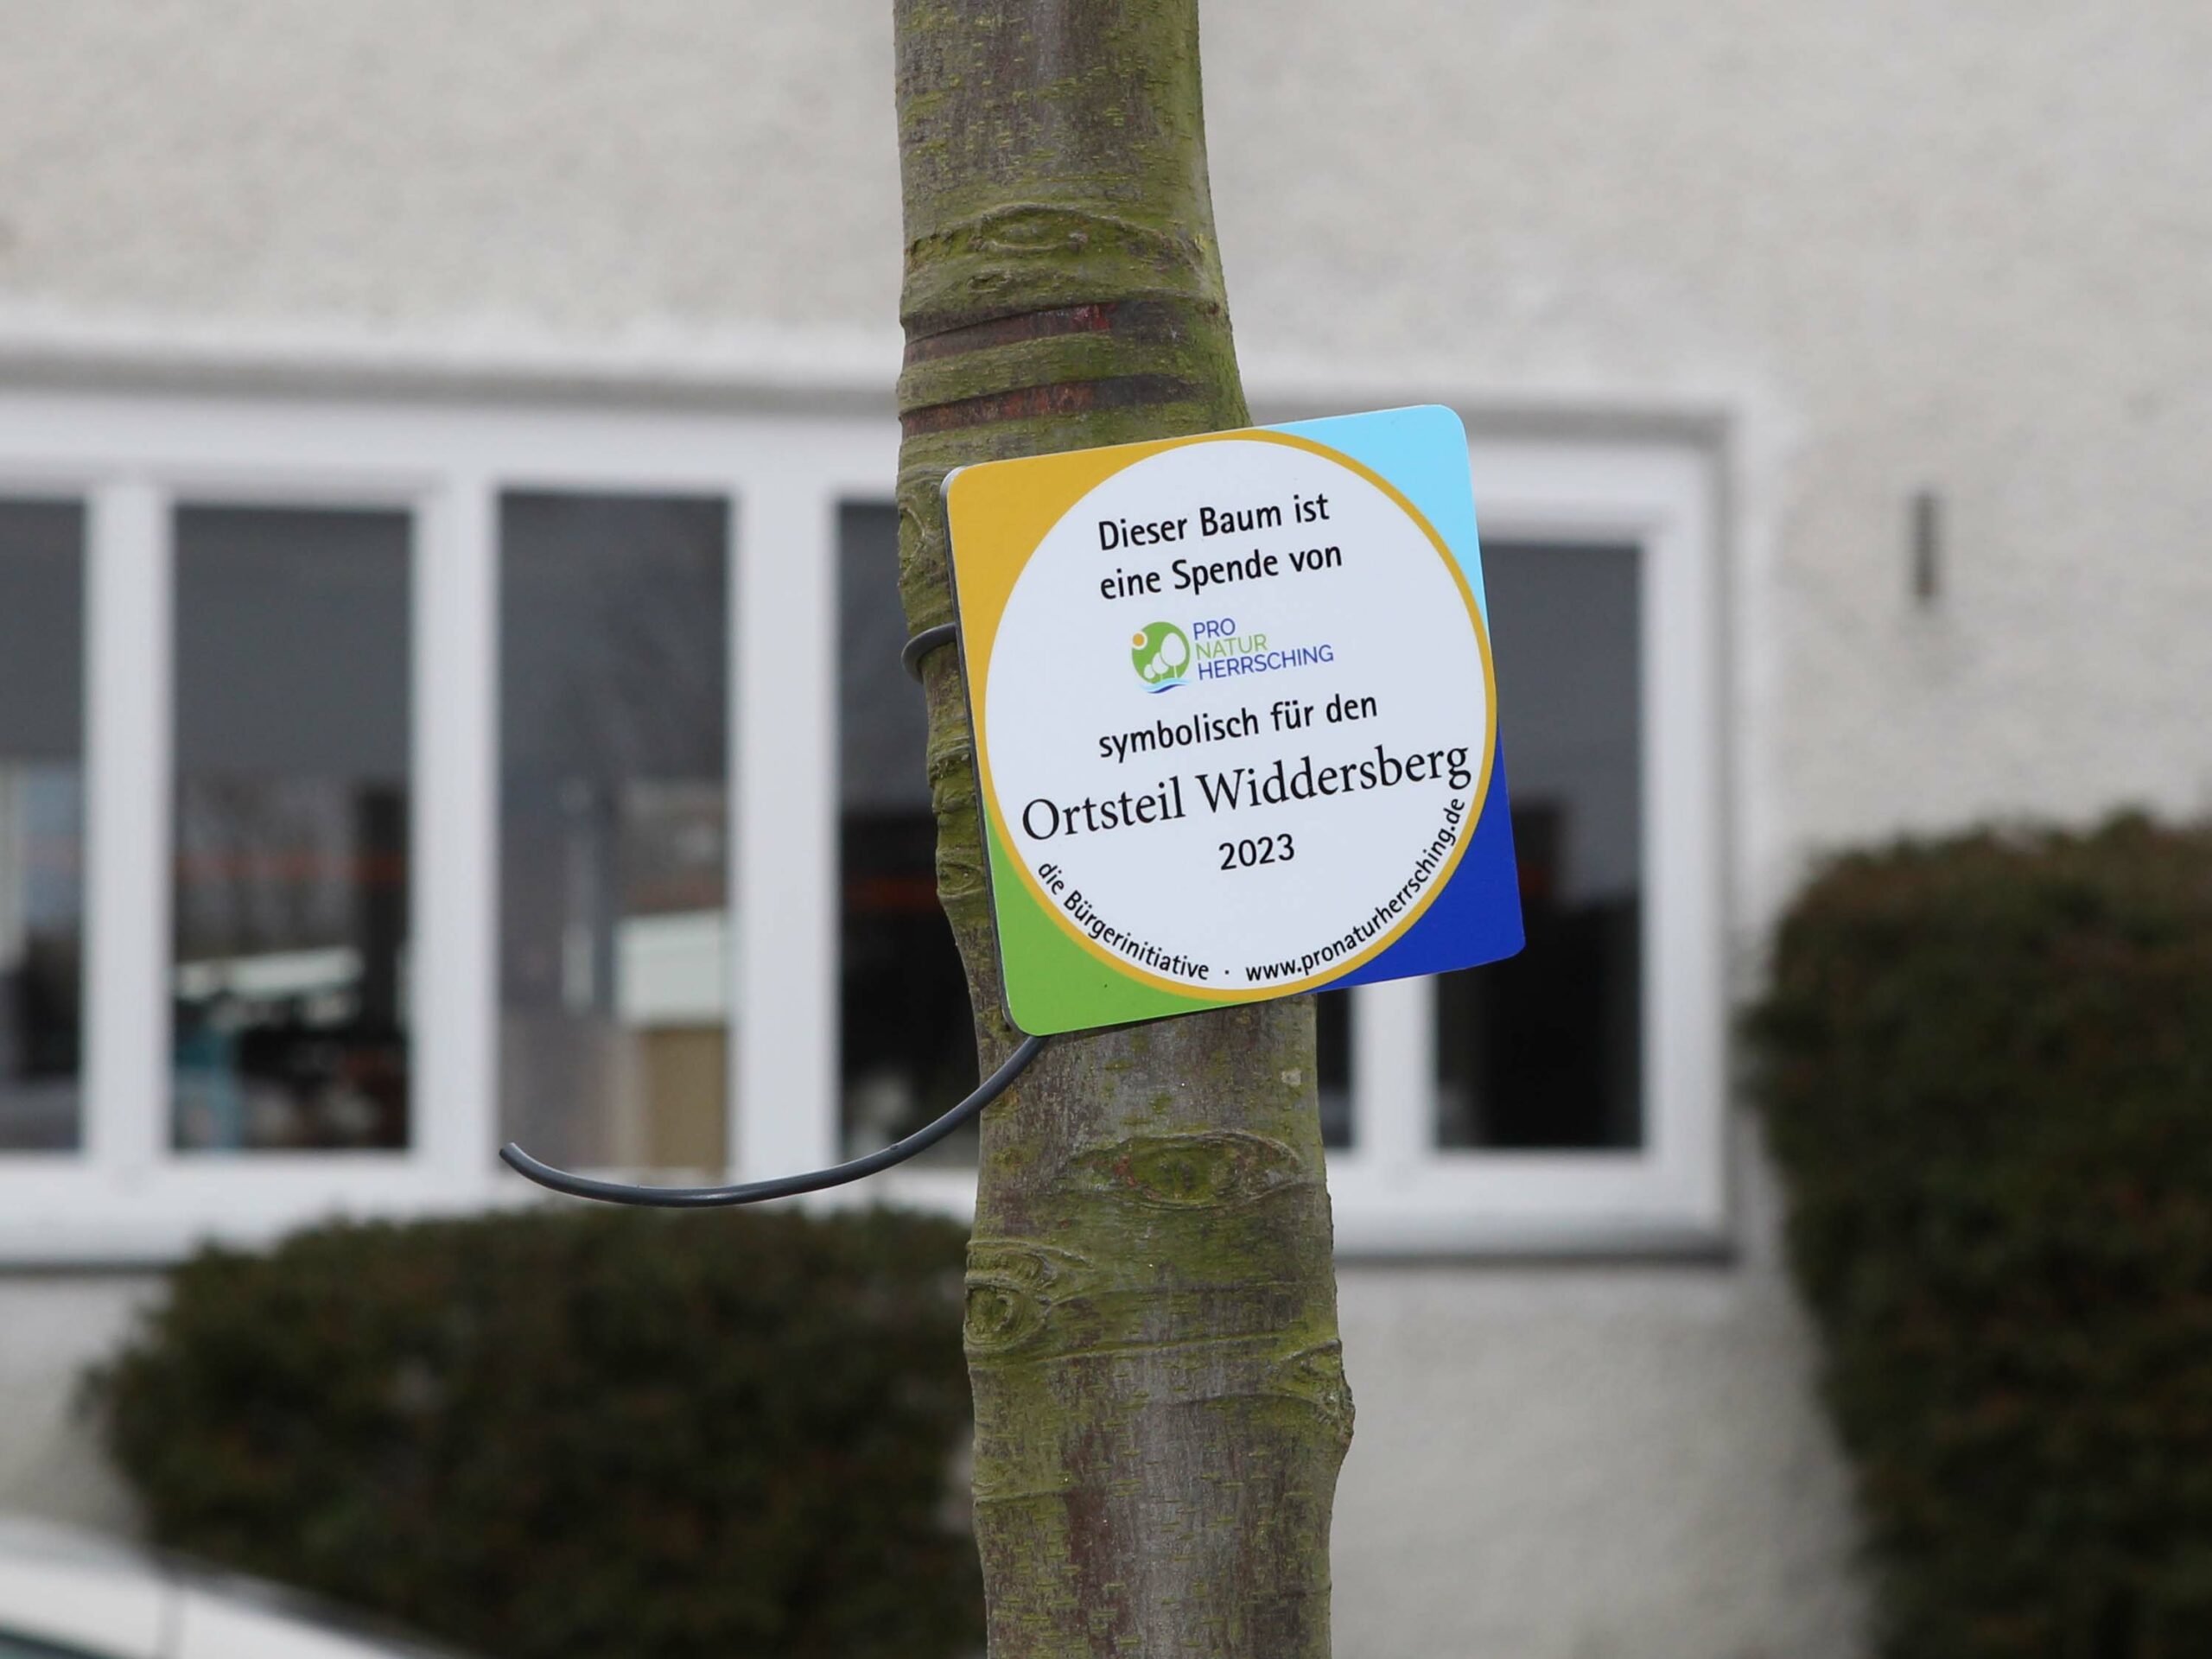 Dieser Baum ist
eine Spende von
PRO
NATUR
HERRSCHING
symbolisch für den
Ortsteil Widdersberg
2023
die Bürgerinitiative · www.pronaturherrsching.de